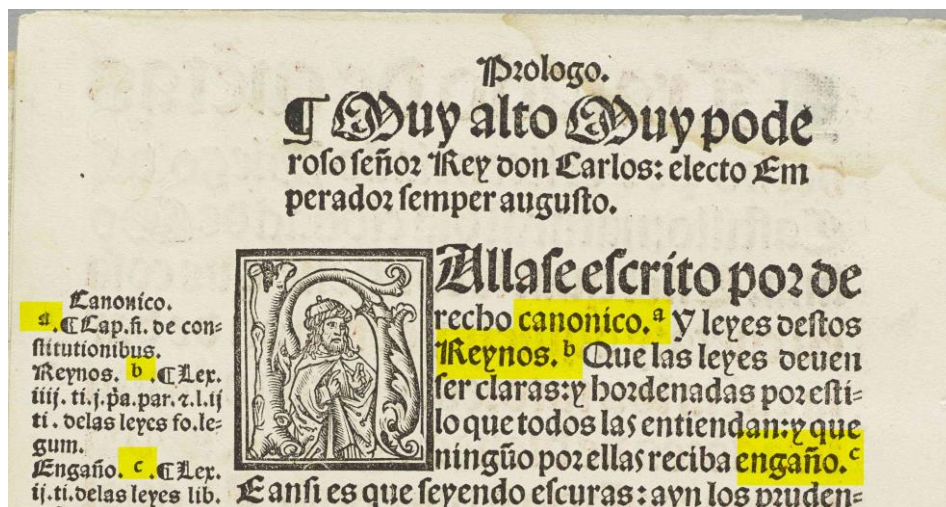 Prologo.
¶ Muy alto Muy pode
roso señor Rey don Carlos: electo Em
perador semper augusto.
Allase escrito por de
recho canonico.ᵃ Y leyes destos
Reynos.ᵇ Que las leyes deuen
ser claras:y hordenadas por esti=
lo que todos las entiendan:y que
ningũo por ellas reciba engaño.ᶜ
E ansi es que seyendo escuras: ayn los pruden=
Canonico.
a.¶Cap.fi. de con=
stitutionibus.
Reynos. b .¶Lex.
iiij. ti.j.pa.par. ⁊.l.ij
ti . delas leyes fo.le=
gum.
Engaño. c .¶Lex.
ij.ti.delas leyes lib.